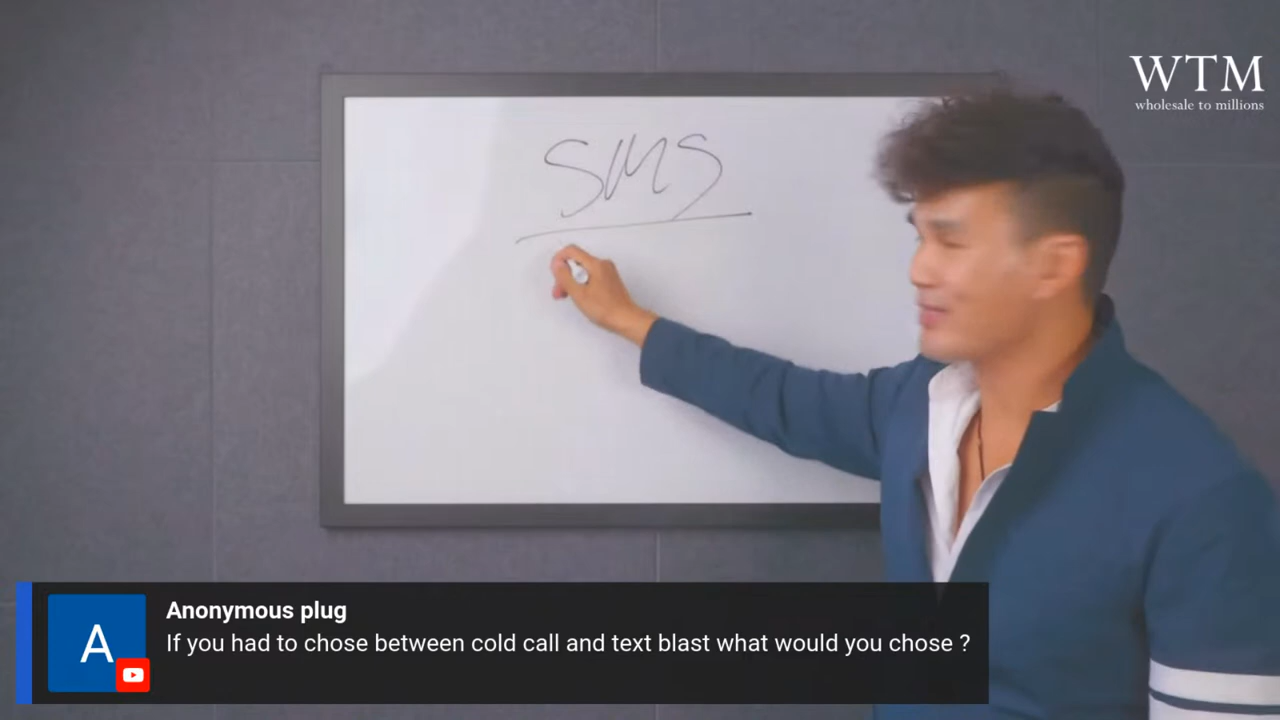 WTM
wholesale to millions
SMS
Anonymous plug
If you had to chose between cold call and text blast what would you chose ?
A